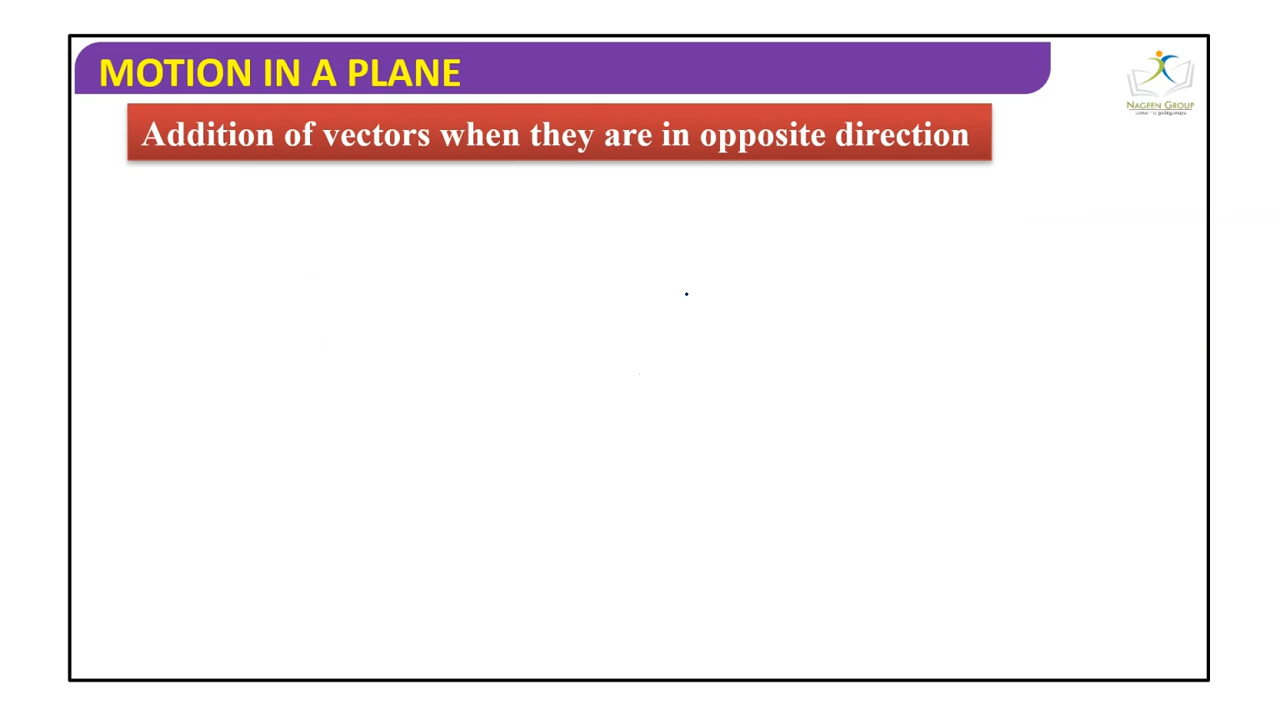 MOTION IN A PLANE
Addition of vectors when they are in opposite direction
NAGEEN GROUP